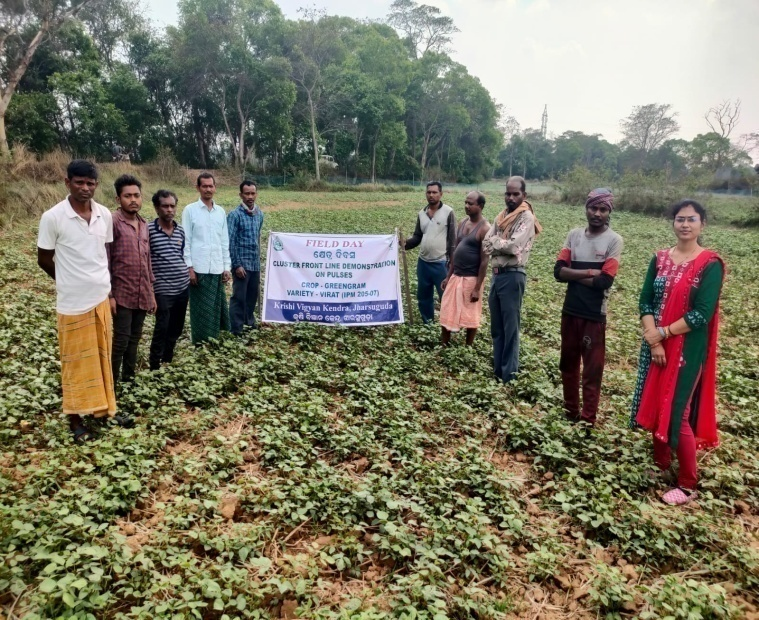 FIELD DAY
କ୍ଷେତ୍ର ଦିବସ
CLUSTER FRONT LINE DEMONSTRATION
ON PULSES
CROP - GREENGRAM
VARIETY - VIRAT (IPM 205-07)
Krishi Vigyan Kendra, Jharsuguda
କୃଷି ବିଜ୍ଞାନ କେନ୍ଦ୍ର, ଝାରସୁଗୁଡ଼ା